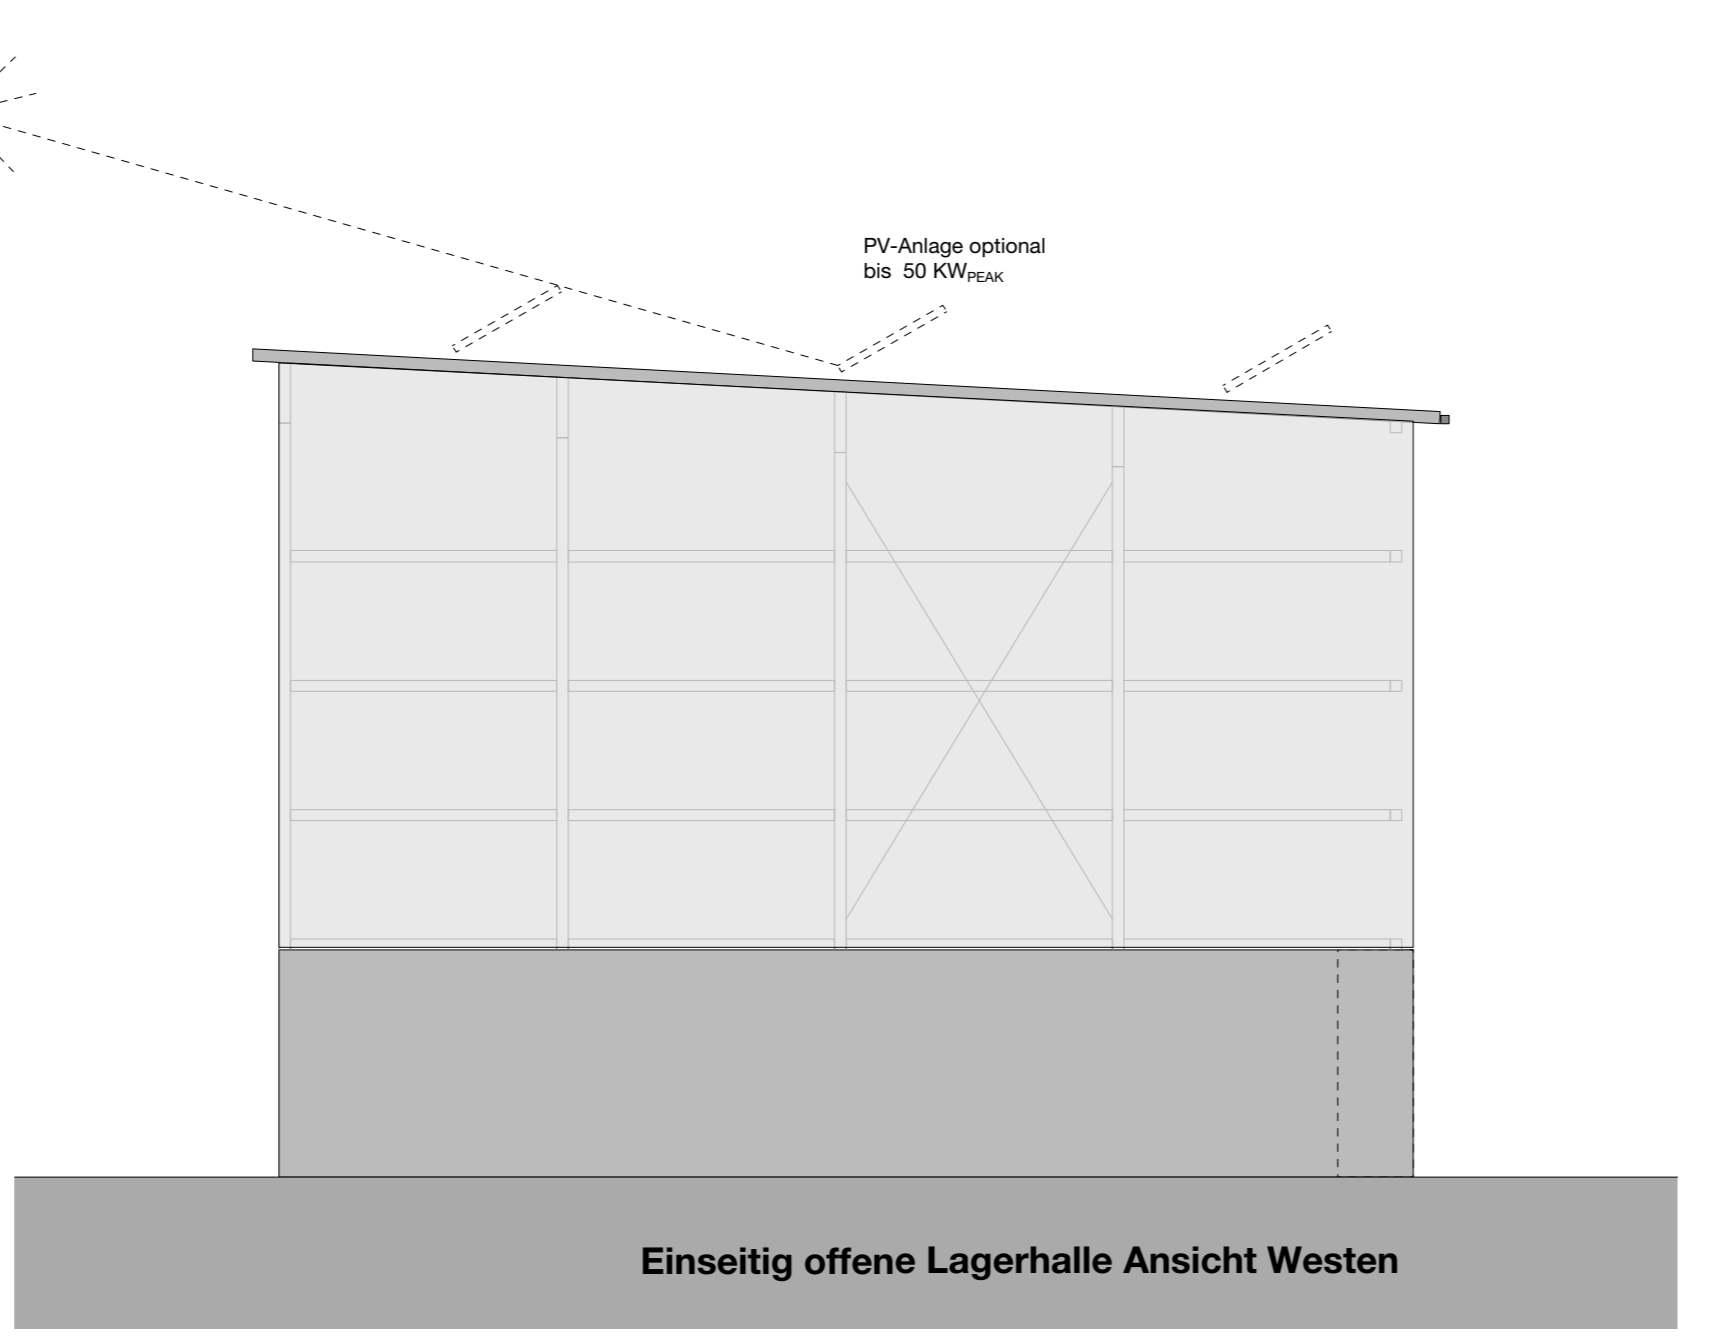 PV-Anlage optional
bis 50 KWPEAK
Einseitig offene Lagerhalle Ansicht Westen